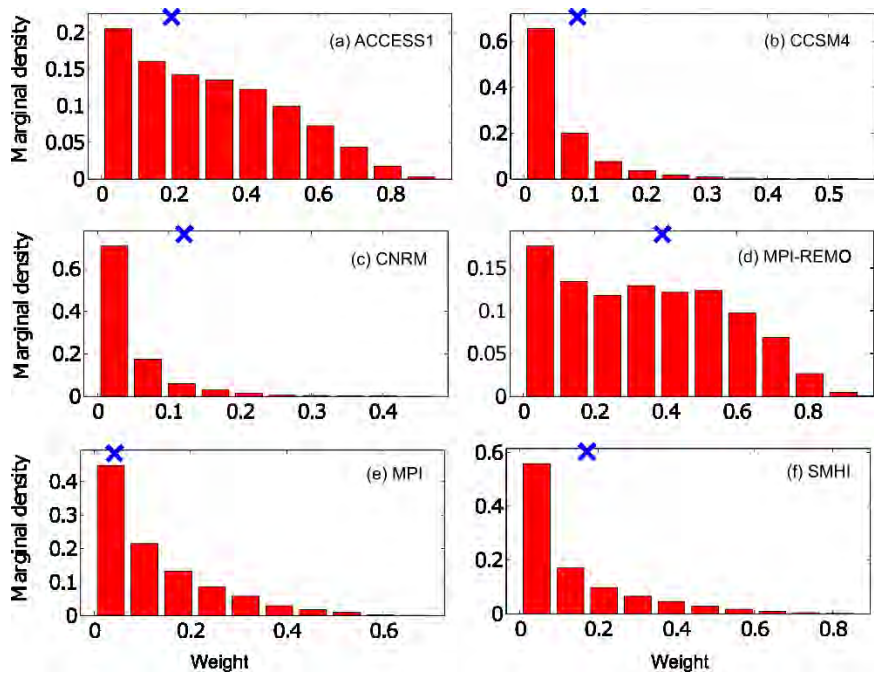 (a) ACCESS1
Marginal density
0.2
0.15
0.1
0.05
0
0 0.2 0.4 0.6 0.8
(b) CCSM4
0.6
0.4
0.2
0
0 0.1 0.2 0.3 0.4 0.5
(c) CNRM
Marginal density
0.6
0.4
0.2
0
0 0.1 0.2 0.3 0.4
(d) MPI-REMO
0.15
0.1
0.05
0
0.2 0.4 0.6 0.8
(e) MPI
Marginal density
0.4
0.3
0.2
0.1
0
0 0.2 0.4 0.6
Weight
(f) SMHI
0.6
0.4
0.2
0
0 0.2 0.4 0.6 0.8
Weight